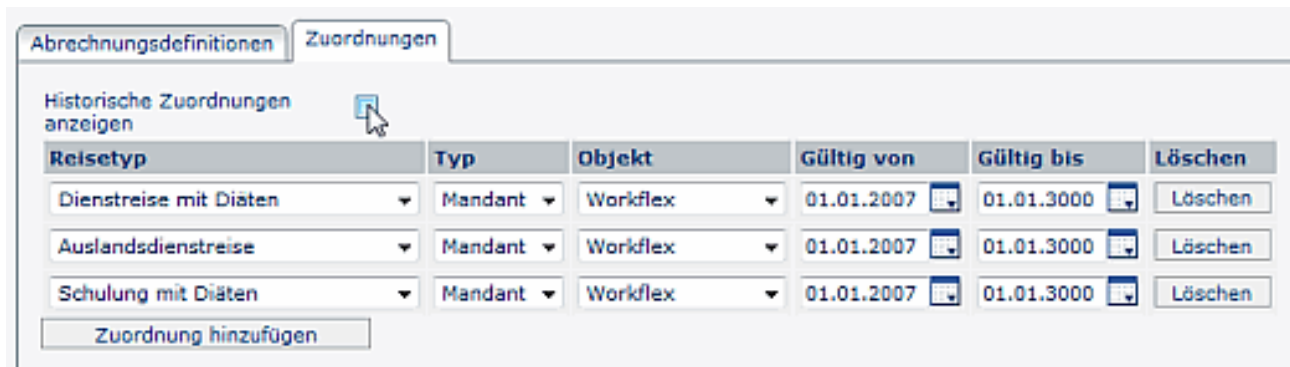 Abrechnungsdefinitionen Zuordnungen
Historische Zuordnungen
anzeigen
Reisetyp Typ Objekt Gültig von Gültig bis Löschen
Dienstreise mit Diäten Mandant Workflex 01.01.2007 01.01.3000 Löschen
Auslandsdienstreise Mandant Workflex 01.01.2007 01.01.3000 Löschen
Schulung mit Diäten Mandant Workflex 01.01.2007 01.01.3000 Löschen
Zuordnung hinzufügen